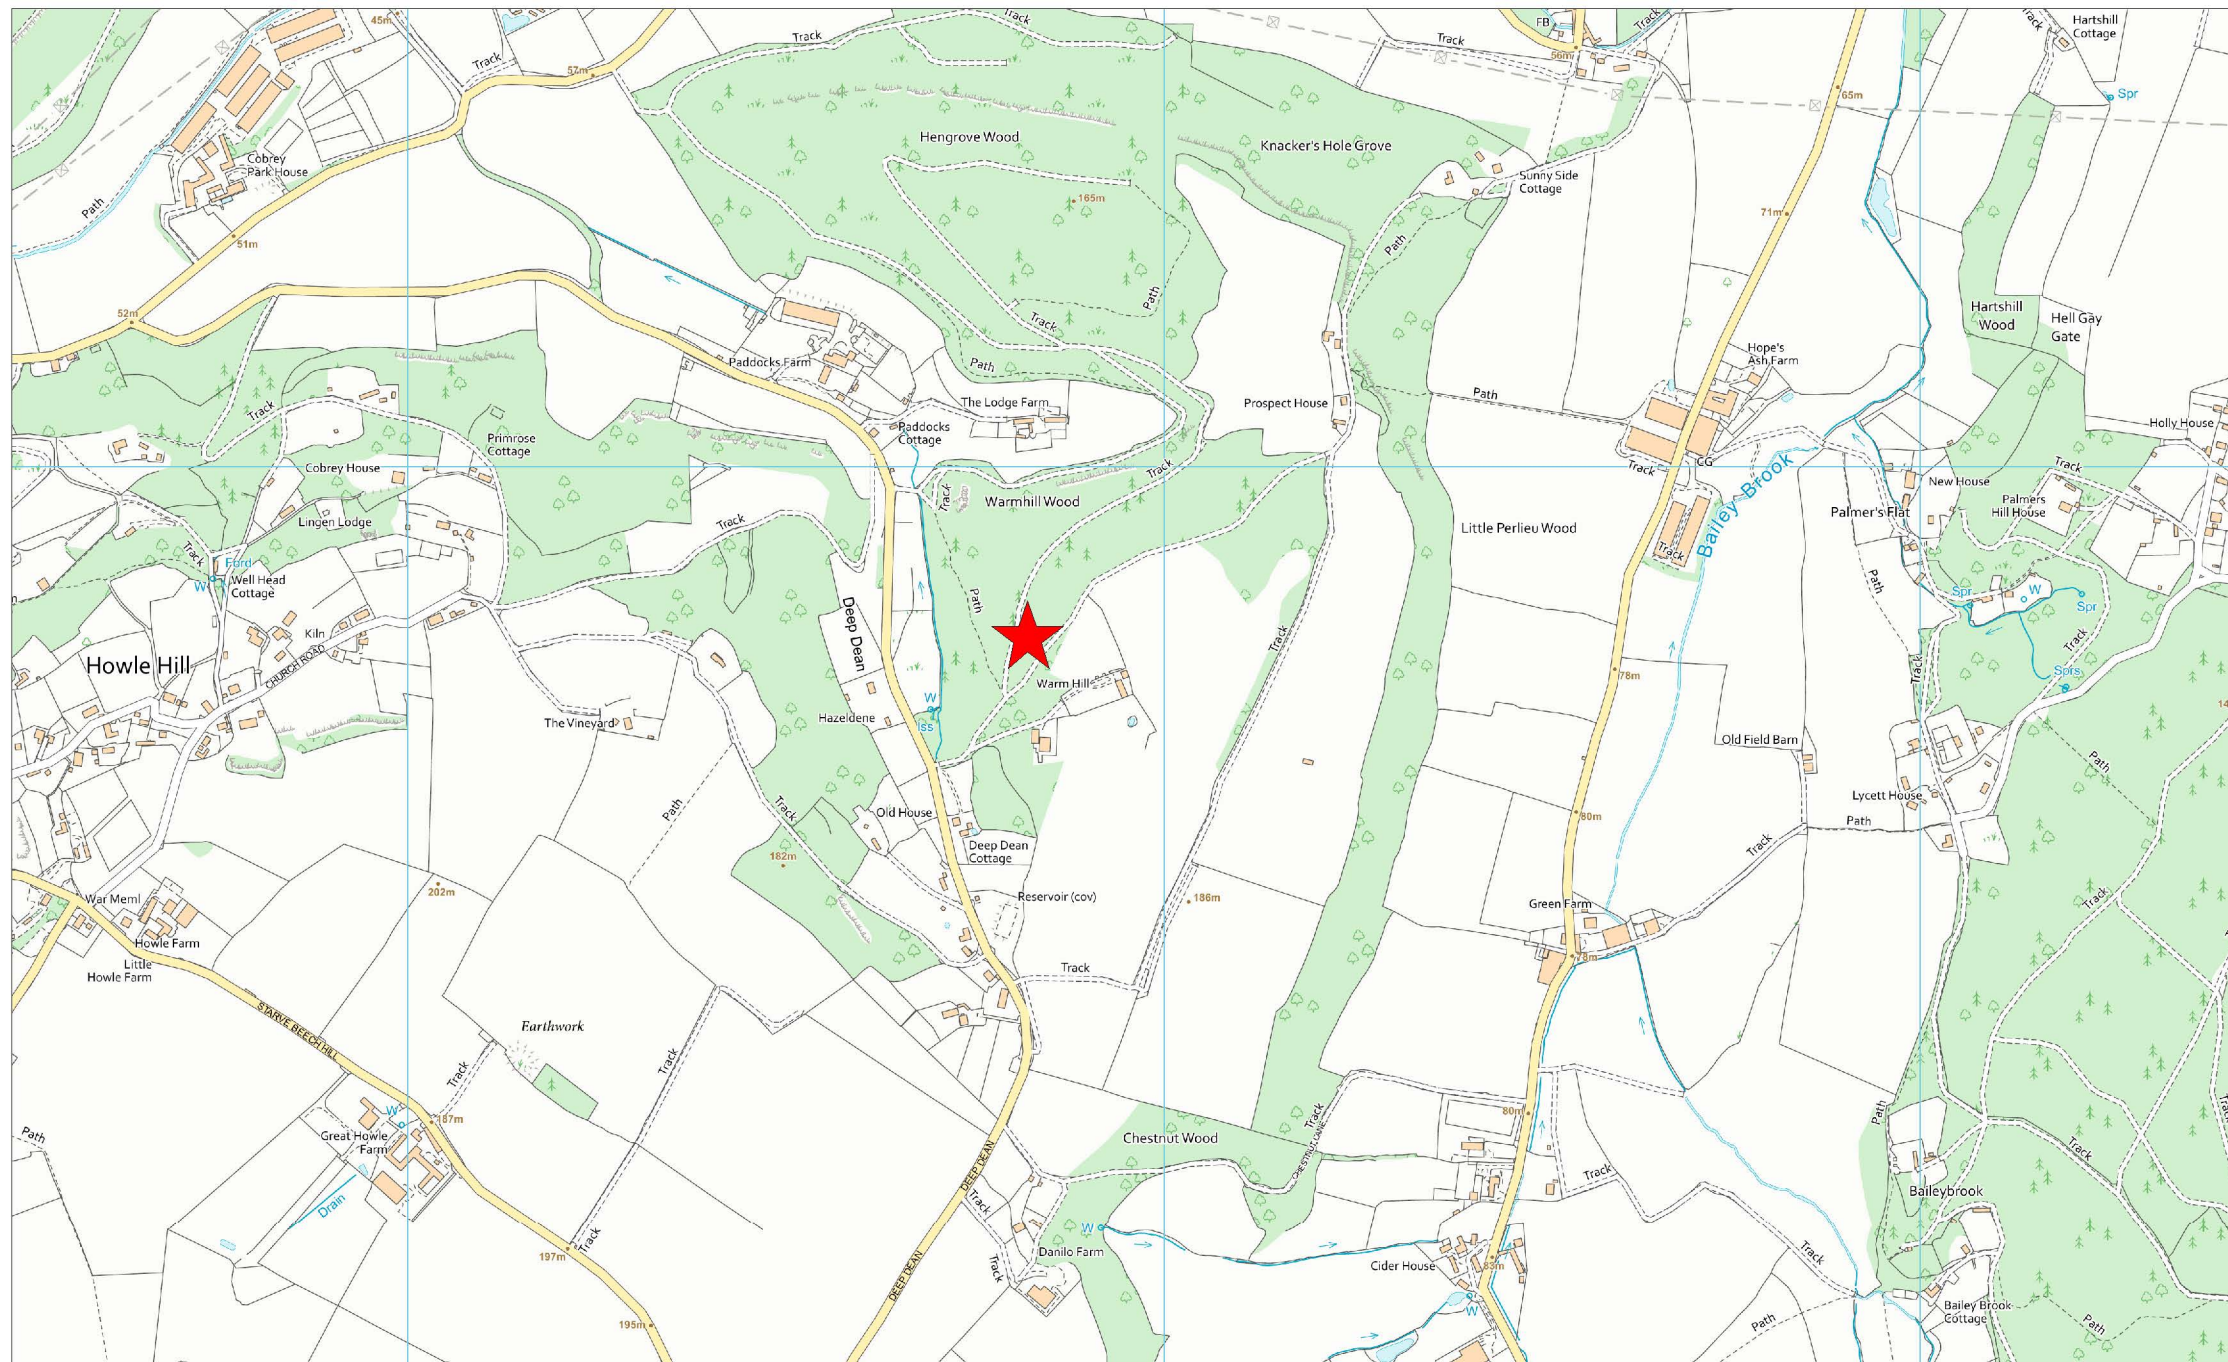 45m
Track
57m
Track
Track
FB
56m
Track
Track
Track
Hartshill
Cottage
65m
Spr
Hengrove Wood
Knacker's Hole Grove
Cobrey
Park House
Sunny Side
Cottage
Path
165m
71m
51m
Path
Path
52m
Track
Hartshill
Wood
Hell Gay
Gate
Paddocks Farm
Path
Hope's
Ash Farm
Track
The Lodge Farm
Prospect House
Path
Paddocks
Cottage
Primrose
Cottage
Holly House
Cobrey House
Track
Track
CG
Track
New House
Track
Warmhill Wood
Palmers
Hill House
Lingen Lodge
Track
Little Perlieu Wood
Bailey Brook
Palmer's Flat
Track
Track
Ford
W
Well Head
Cottage
Path
Path
Spr
W
Spr
Deep Dean
Kiln
Howle Hill
CHURCH ROAD
Track
Track
Track
Sprs
78m
Warm Hill
W
Iss
Hazeldene
The Vineyard
Old Field Barn
Path
Path
Track
Old House
Lycett House
80m
Path
Deep Dean
Cottage
Track
182m
202m
War Meml
Reservoir (cov)
186m
Green Farm
Track
Howle Farm
Little
Howle Farm
78m
Track
STARVE BEECH HILL
Earthwork
Track
Track
W
187m
Great Howle
Farm
Path
Chestnut Wood
Track
CHESTNUT LANE
80m
Path
Track
DEEP DEAN
Track
Track
Drain
Baileybrook
W
Track
197m
Danilo Farm
Track
Cider House
83m
Track
DEEP DEAN
W
Bailey Brook
Cottage
195m
Path
Path